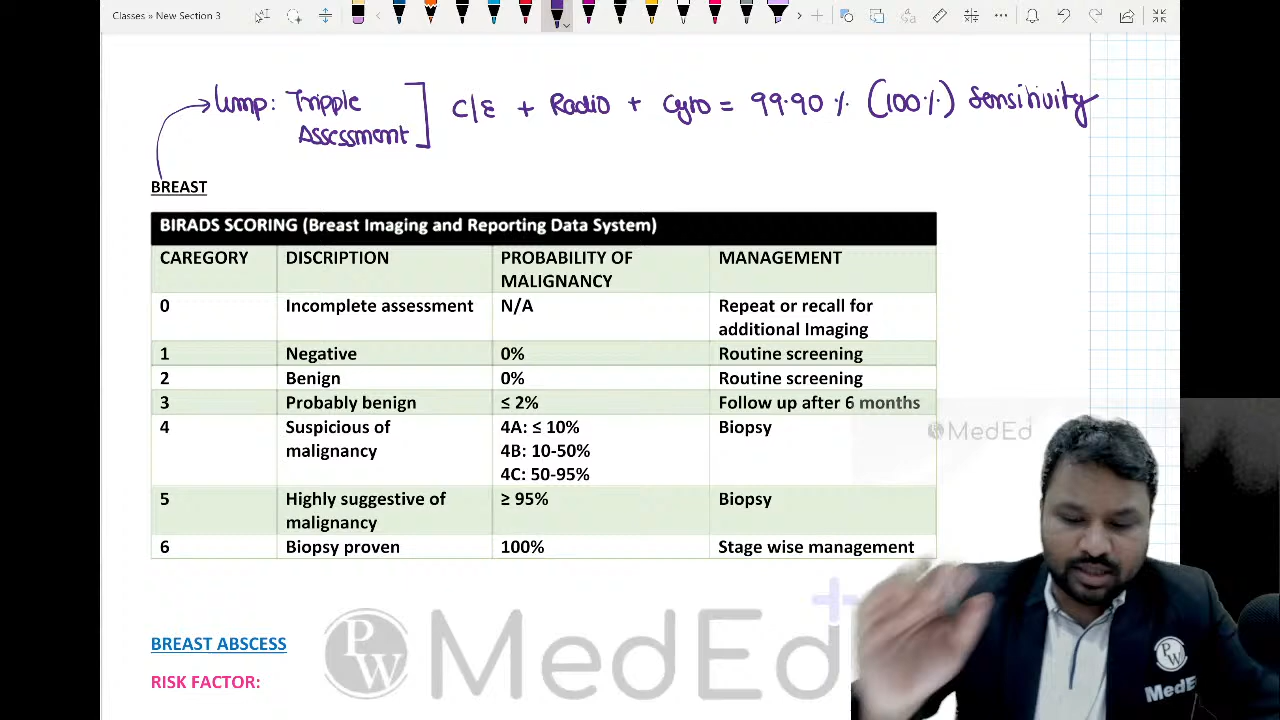 Classes » New Section 3
Lump: Tripple Assessment] C/E + Radio + Cyto = 99.90 % (100%) Sensitivity
BREAST
BIRADS SCORING (Breast Imaging and Reporting Data System)
CAREGORY DISCRIPTION PROBABILITY OF MALIGNANCY MANAGEMENT
0 Incomplete assessment N/A Repeat or recall for additional Imaging
1 Negative 0% Routine screening
2 Benign 0% Routine screening
3 Probably benign ≤ 2% Follow up after 6 months
4 Suspicious of malignancy 4A: ≤ 10% 4B: 10-50% 4C: 50-95% Biopsy
5 Highly suggestive of malignancy ≥ 95% Biopsy
6 Biopsy proven 100% Stage wise management
MedEd
BREAST ABSCESS
RISK FACTOR:
PW MedEd
PW
MedE